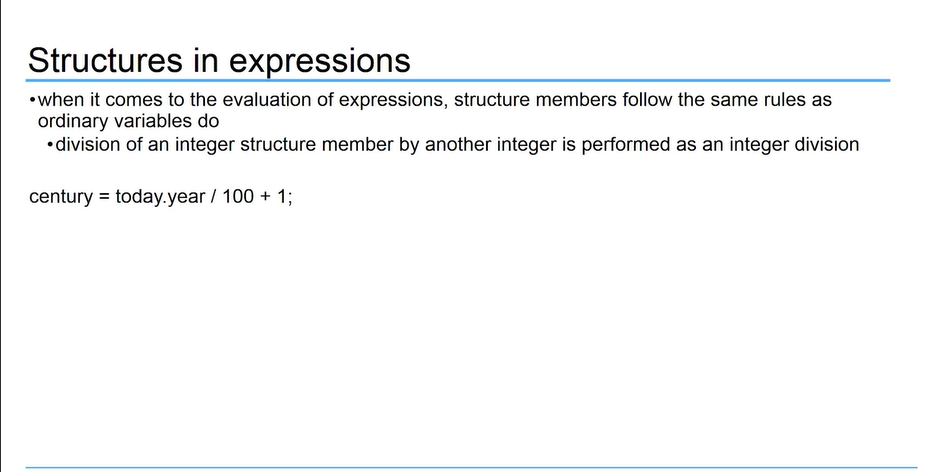 Structures in expressions
•when it comes to the evaluation of expressions, structure members follow the same rules as
ordinary variables do
•division of an integer structure member by another integer is performed as an integer division
century = today.year / 100 + 1;